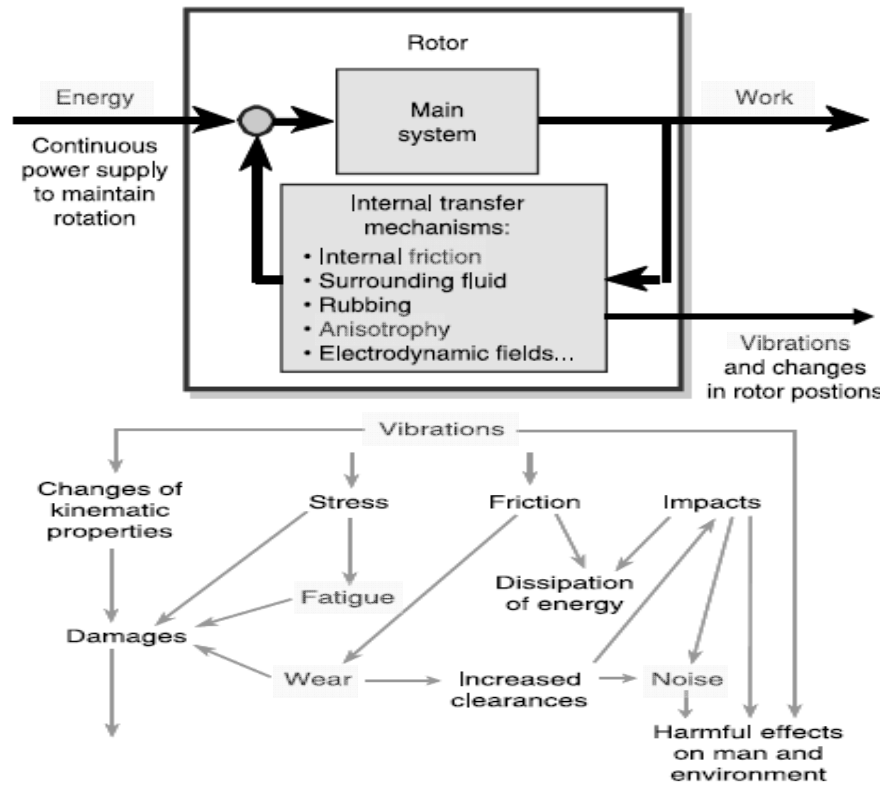 Rotor
Energy
Continuous
power supply
to maintain
rotation
Main
system
Work
Internal transfer
mechanisms:
• Internal friction
• Surrounding fluid
• Rubbing
• Anisotrophy
• Electrodynamic fields...
Vibrations
and changes
in rotor postions
Vibrations
Changes of
kinematic
properties
Stress
Friction
Impacts
Fatigue
Dissipation
of energy
Damages
Wear
Increased
clearances
Noise
Harmful effects
on man and
environment